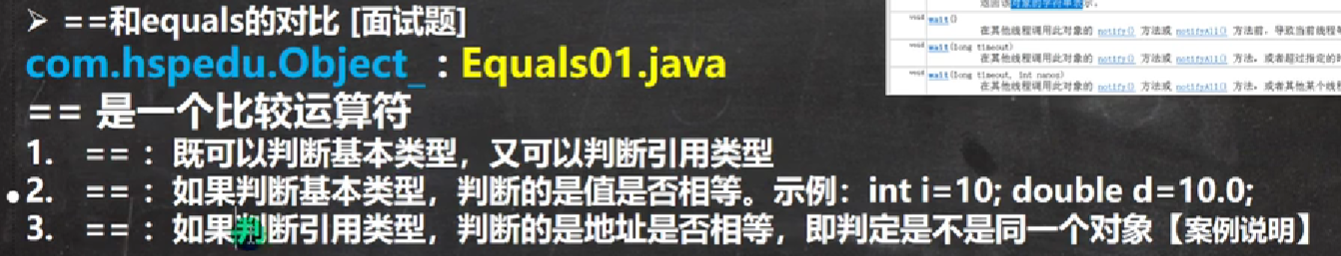 ➤ ==和equals的对比 [面试题]
com.hspedu.Object_ : Equals01.java
== 是一个比较运算符
1. == ：既可以判断基本类型，又可以判断引用类型
2. == ：如果判断基本类型，判断的是值是否相等。示例：int i=10; double d=10.0;
3. == ：如果判断引用类型，判断的是地址是否相等，即判定是不是同一个对象【案例说明】
返回该对象的字符串表示。
void wait()
在其他线程调用此对象的 notify() 方法或 notifyAll() 方法前，导致当前线程
void wait(long timeout)
在其他线程调用此对象的 notify() 方法或 notifyAll() 方法，或者超过指定的
void wait(long timeout, int nanos)
在其他线程调用此对象的 notify() 方法或 notifyAll() 方法，或者其他某个线